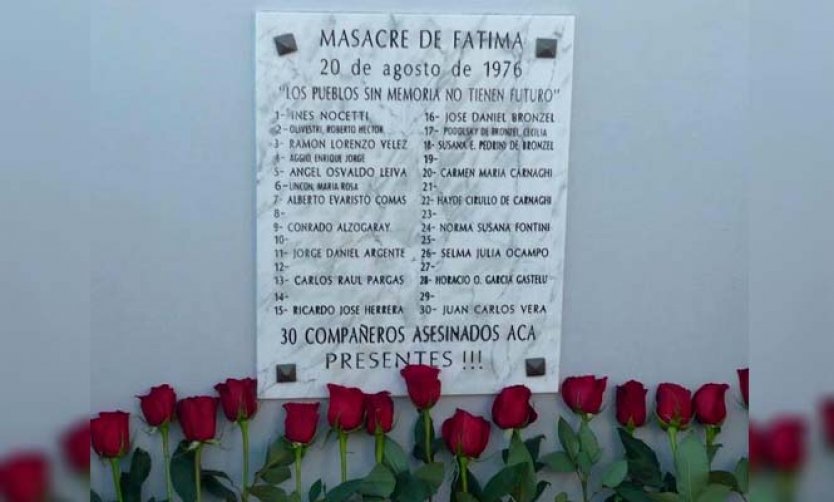 MASACRE DE FATIMA
20 de agosto de 1976
"LOS PUEBLOS SIN MEMORIA NO TIENEN FUTURO"
1- INES NOCETTI
2- OLIVESTRI, ROBERTO HECTOR
3- RAMON LORENZO VELEZ
4- AGGIO, ENRIQUE JORGE
5- ANGEL OSVALDO LEIVA
6- LINCON, MARIA ROSA
7- ALBERTO EVARISTO COMAS
8-
9- CONRADO ALZOGARAY
10-
11- JORGE DANIEL ARGENTE
12-
13- CARLOS RAUL PARGAS
14-
15- RICARDO JOSE HERRERA
16- JOSE DANIEL BRONZEL
17- PODOLSKY DE BRONZEL, CECILIA
18- SUSANA E. PEDRINI DE BRONZEL
19-
20- CARMEN MARIA CARNAGHI
21-
22- HAYDE CIRULLO DE CARNAGHI
23-
24- NORMA SUSANA FONTINI
25-
26- SELMA JULIA OCAMPO
27-
28- HORACIO O. GARCIA GASTELU
29-
30- JUAN CARLOS VERA
30 COMPAÑEROS ASESINADOS ACA
PRESENTES !!!